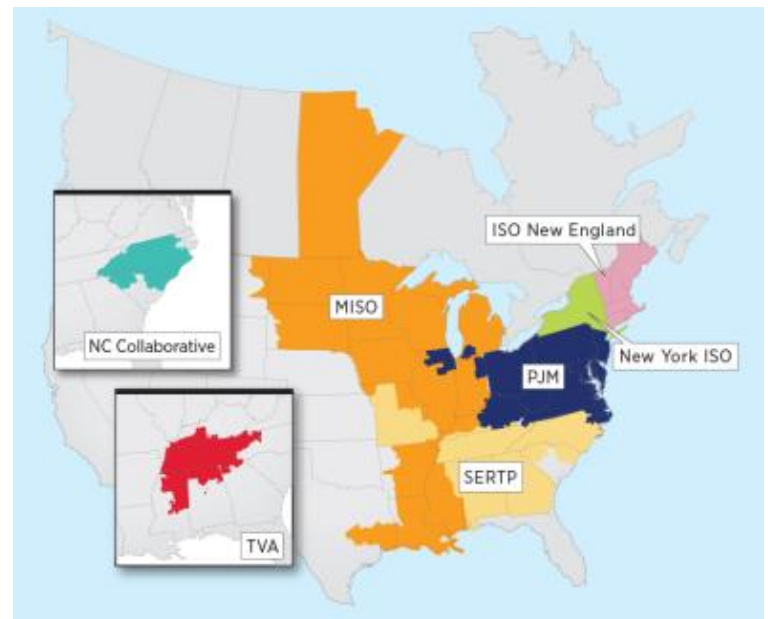 ISO New England
MISO
NC Collaborative
New York ISO
PJM
SERTP
TVA